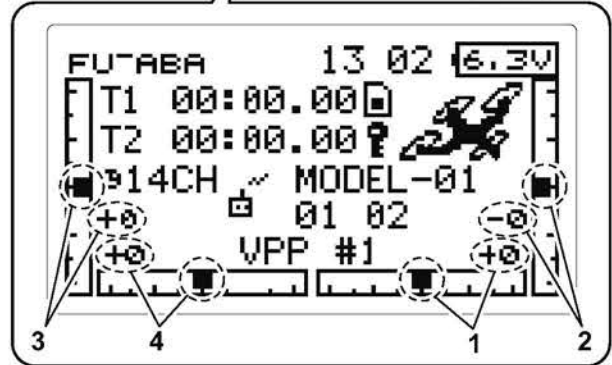 FUTABA 13 02 6.3V
T1 00:00.00
T2 00:00.00
14CH MODEL-01
+0 01 02 -0
+0 VPP #1 +0
3 4 1 2